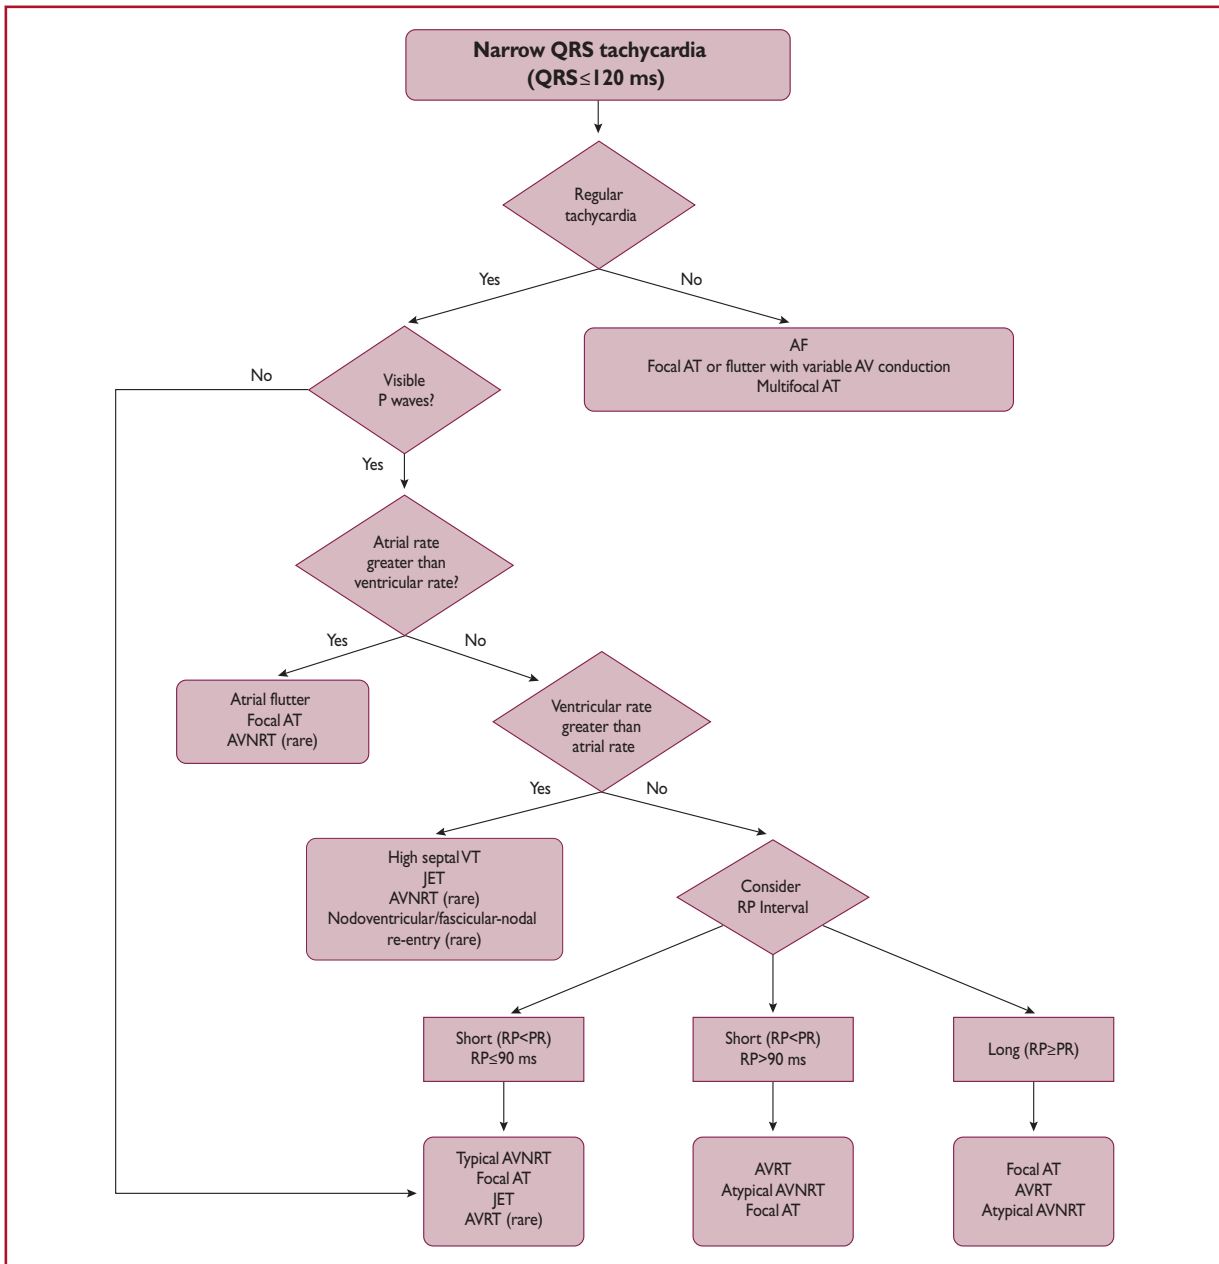 Narrow QRS tachycardia
(QRS≤120 ms)
Regular
tachycardia
Yes
No
AF
Focal AT or flutter with variable AV conduction
Multifocal AT
No
Visible
P waves?
Yes
Atrial rate
greater than
ventricular rate?
Yes
No
Atrial flutter
Focal AT
AVNRT (rare)
Ventricular rate
greater than
atrial rate
Yes
No
High septal VT
JET
AVNRT (rare)
Nodoventricular/fascicular-nodal
re-entry (rare)
Consider
RP Interval
Short (RP<PR)
RP≤90 ms
Short (RP<PR)
RP>90 ms
Long (RP≥PR)
Typical AVNRT
Focal AT
JET
AVRT (rare)
AVRT
Atypical AVNRT
Focal AT
Focal AT
AVRT
Atypical AVNRT